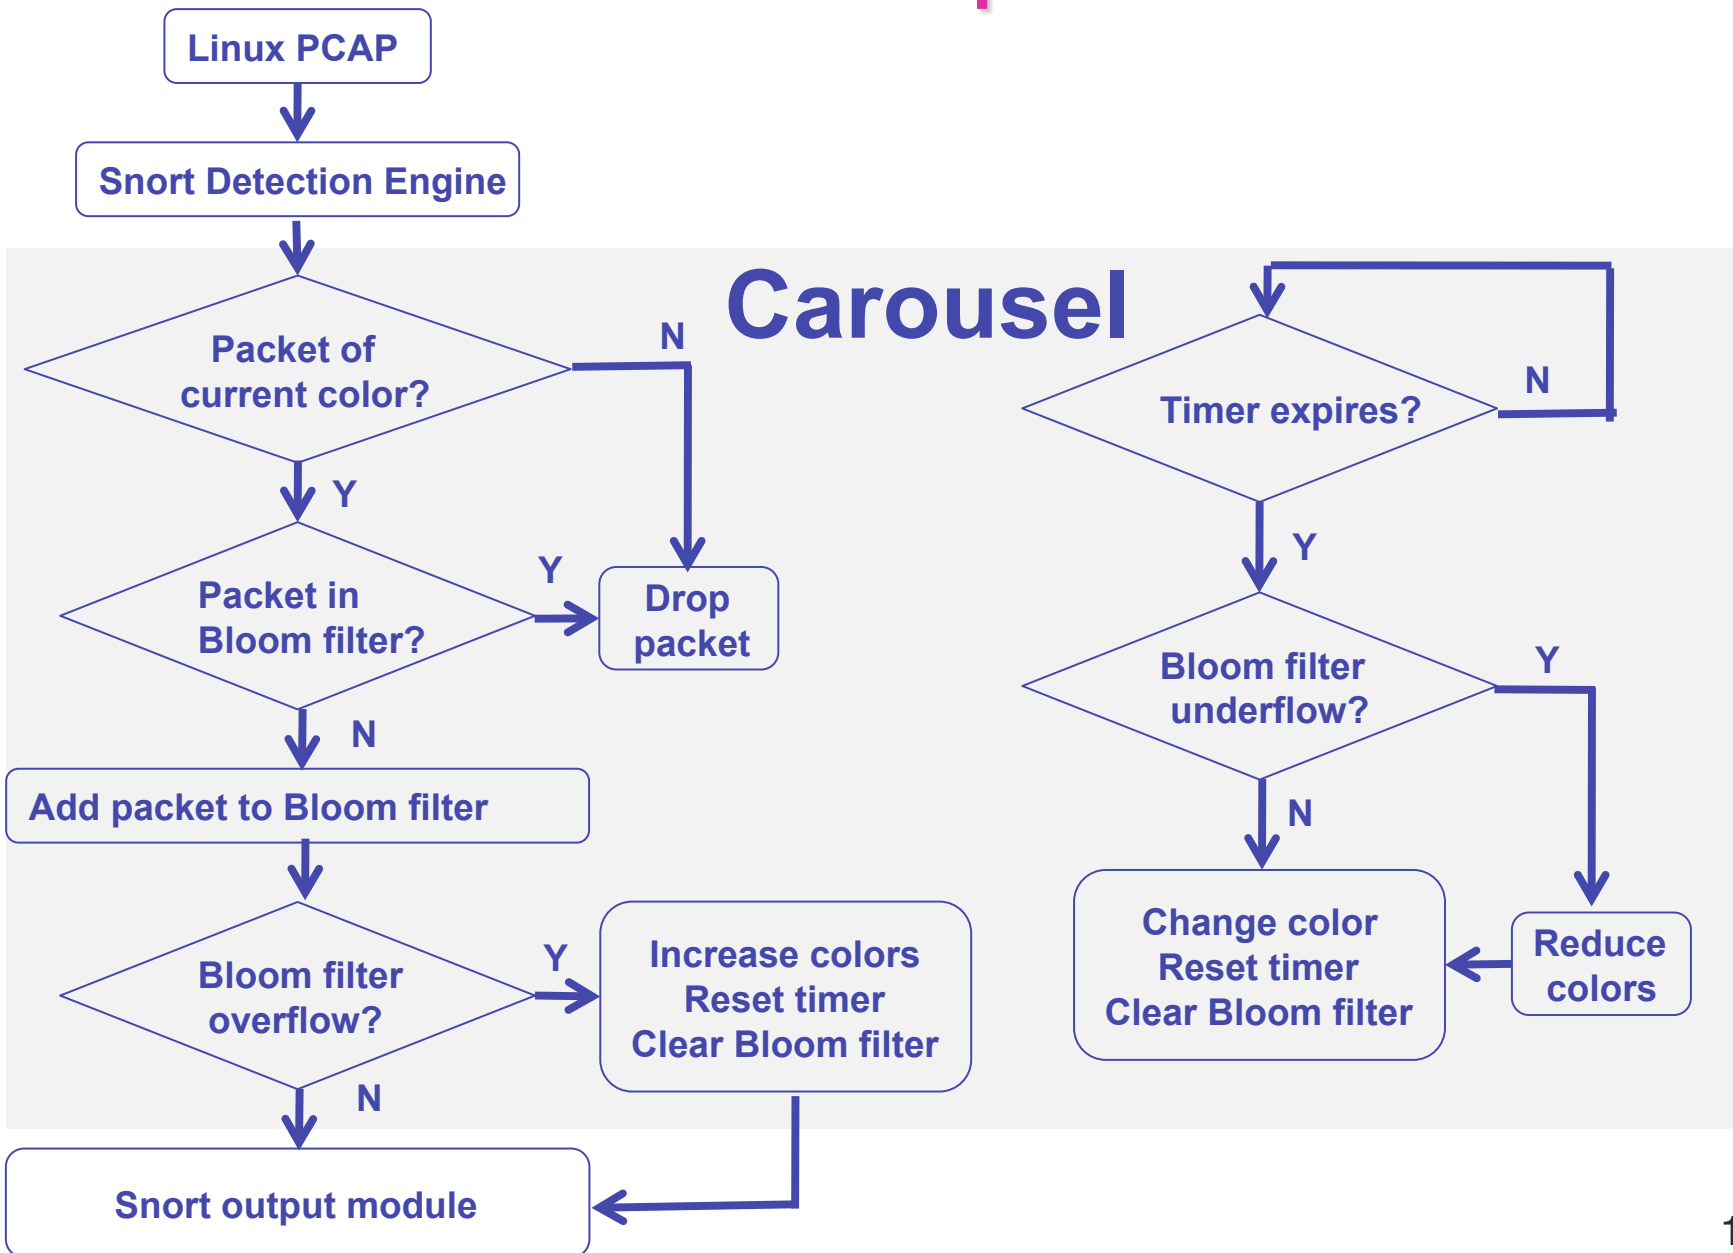 Linux PCAP
Snort Detection Engine
Carousel
Packet of
current color?
N
Y
Packet in
Bloom filter?
Y
Drop
packet
N
Add packet to Bloom filter
Bloom filter
overflow?
Y
Increase colors
Reset timer
Clear Bloom filter
N
Snort output module
Timer expires?
N
Y
Bloom filter
underflow?
Y
N
Change color
Reset timer
Clear Bloom filter
Reduce
colors